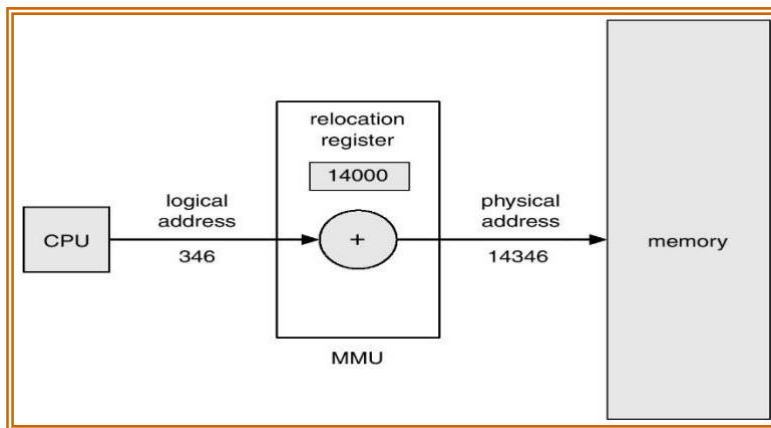 relocation
register
14000
logical
address
physical
address
CPU
+
memory
346
14346
MMU